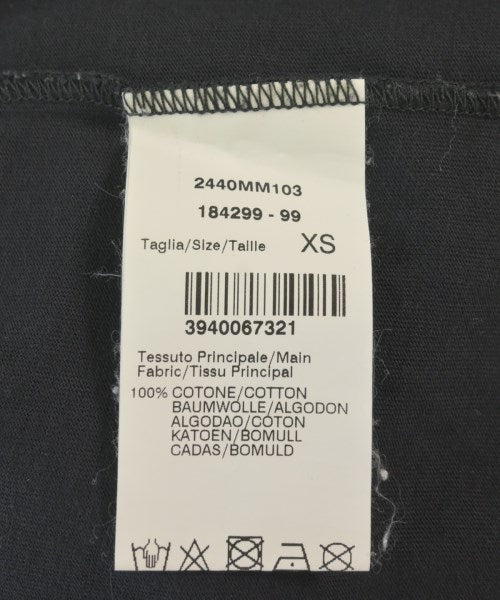 2440MM103
184299 - 99
Taglia/Size/Taille XS
3940067321
Tessuto Principale/Main
Fabric/Tissu Principal
100% COTONE/COTTON
BAUMWOLLE/ALGODON
ALGODAO/COTON
KATOEN/BOMULL
CADAS/BOMULD